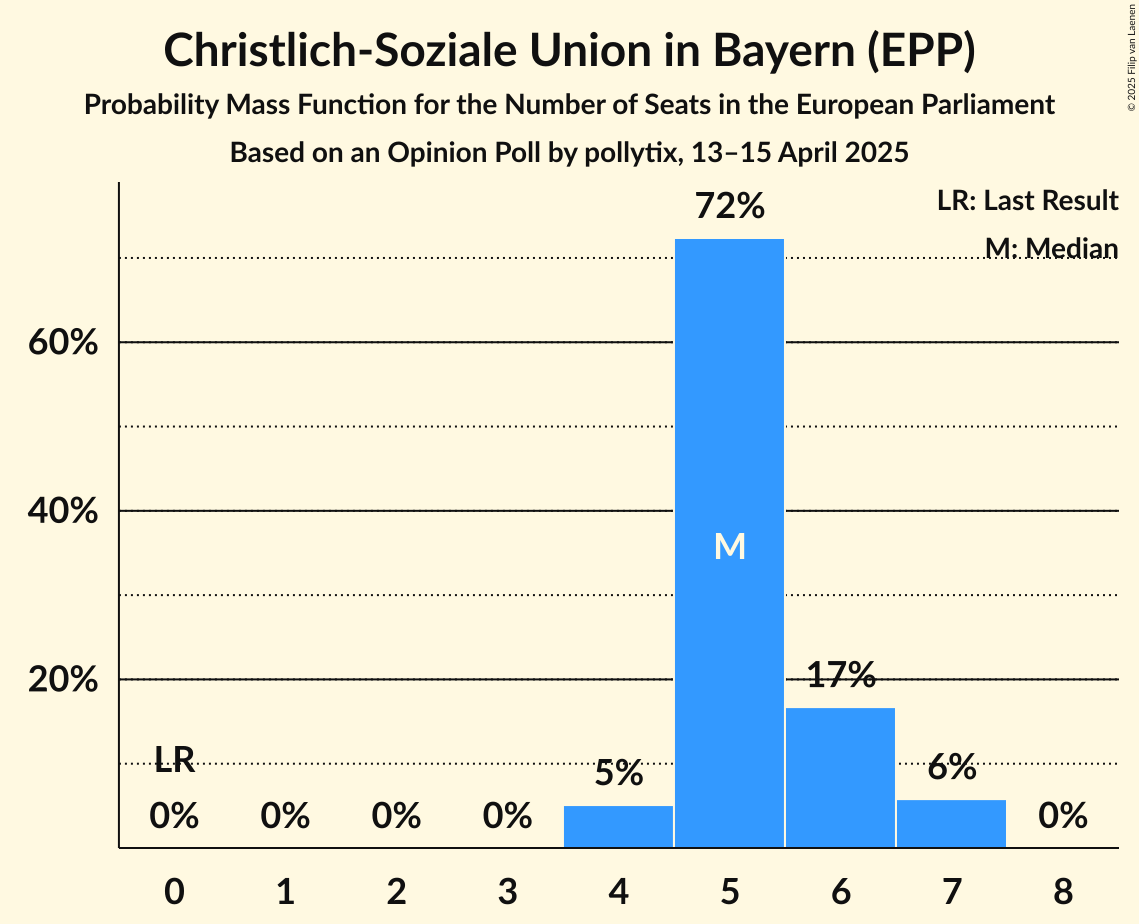 Christlich-Soziale Union in Bayern (EPP)
Probability Mass Function for the Number of Seats in the European Parliament
Based on an Opinion Poll by pollytix, 13–15 April 2025
© 2025 Filip van Laenen
LR: Last Result
M: Median
72%
60%
40%
M
20%
17%
LR
5%
6%
0%
0%
0%
0%
0%
0 1 2 3 4 5 6 7 8